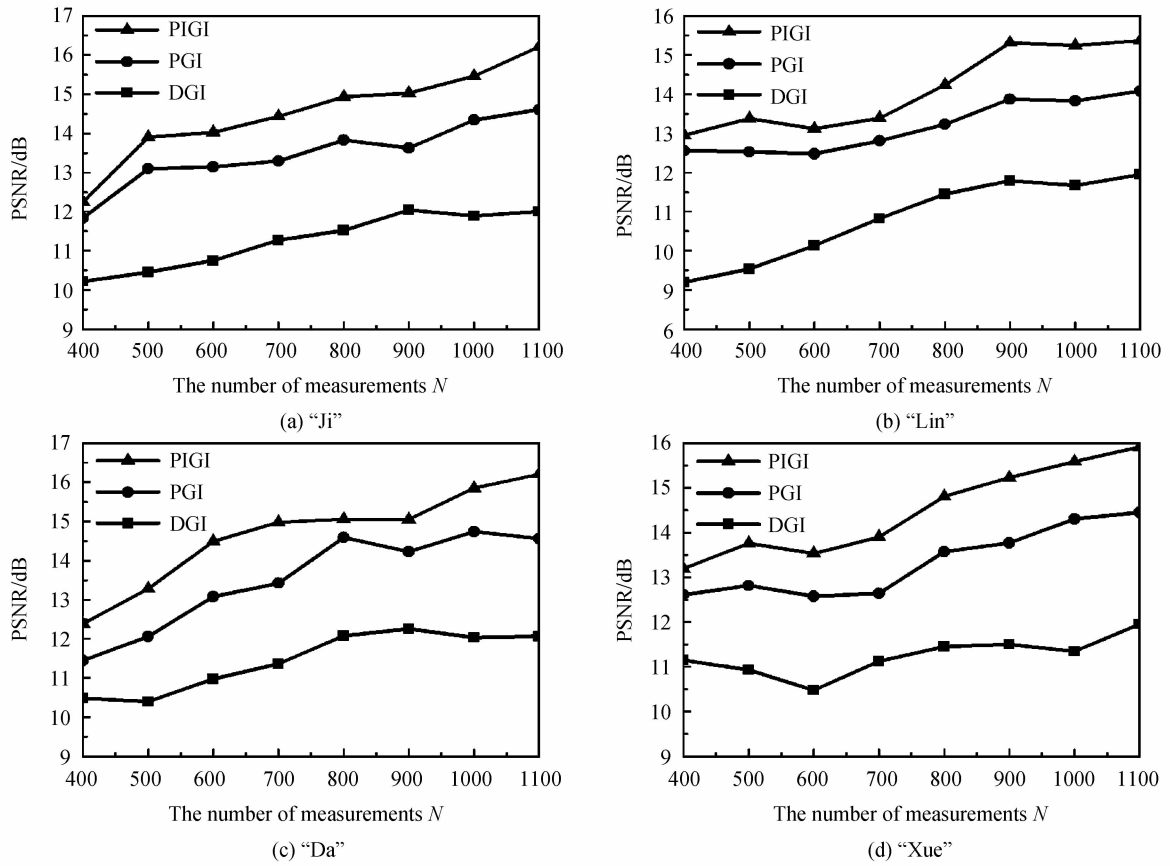 17
16
15
14
13
12
11
10
9
PSNR/dB
PIGI
PGI
DGI
400 500 600 700 800 900 1000 1100
The number of measurements N
(a) “Ji”
16
15
14
13
12
11
10
9
6
PSNR/dB
PIGI
PGI
DGI
400 500 600 700 800 900 1000 1100
The number of measurements N
(b) “Lin”
17
16
15
14
13
12
11
10
9
PSNR/dB
PIGI
PGI
DGI
400 500 600 700 800 900 1000 1100
The number of measurements N
(c) “Da”
16
15
14
13
12
11
10
9
PSNR/dB
PIGI
PGI
DGI
400 500 600 700 800 900 1000 1100
The number of measurements N
(d) “Xue”